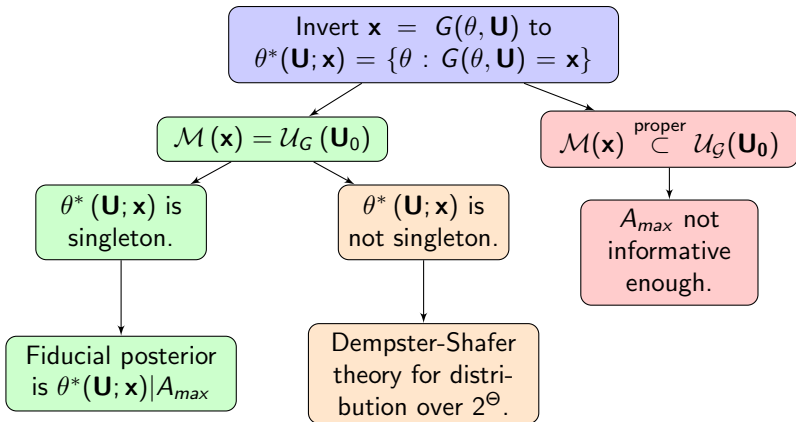 Invert x = G(θ, U) to
θ*(U; x) = {θ : G(θ, U) = x}
M (x) = U_G (U_0)
M(x) proper ⊂ U_G(U_0)
θ* (U; x) is
singleton.
θ* (U; x) is
not singleton.
A_max not
informative
enough.
Fiducial posterior
is θ*(U; x)|A_max
Dempster-Shafer
theory for distri-
bution over 2^Θ.